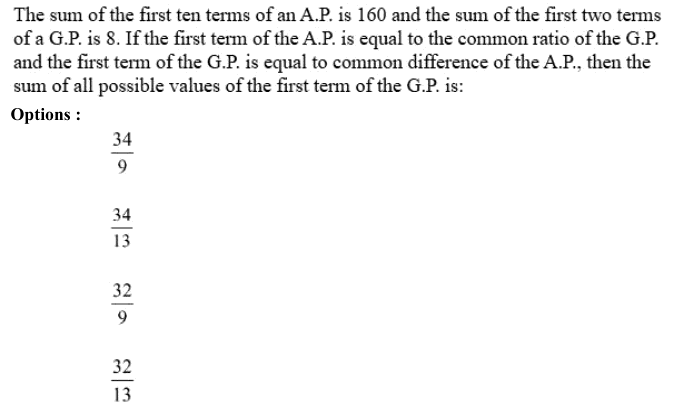 The sum of the first ten terms of an A.P. is 160 and the sum of the first two terms
of a G.P. is 8. If the first term of the A.P. is equal to the common ratio of the G.P.
and the first term of the G.P. is equal to common difference of the A.P., then the
sum of all possible values of the first term of the G.P. is:
Options :
34
9
34
13
32
9
32
13